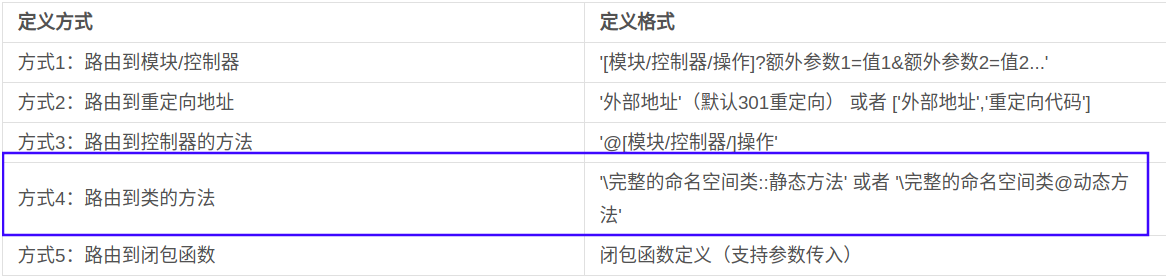 定义方式 定义格式
方式1：路由到模块/控制器 '[模块/控制器/操作]?额外参数1=值1&额外参数2=值2...'
方式2：路由到重定向地址 '外部地址'（默认301重定向） 或者 ['外部地址','重定向代码']
方式3：路由到控制器的方法 '@[模块/控制器/]操作'
方式4：路由到类的方法 '\完整的命名空间类::静态方法' 或者 '\完整的命名空间类@动态方
法'
方式5：路由到闭包函数 闭包函数定义（支持参数传入）